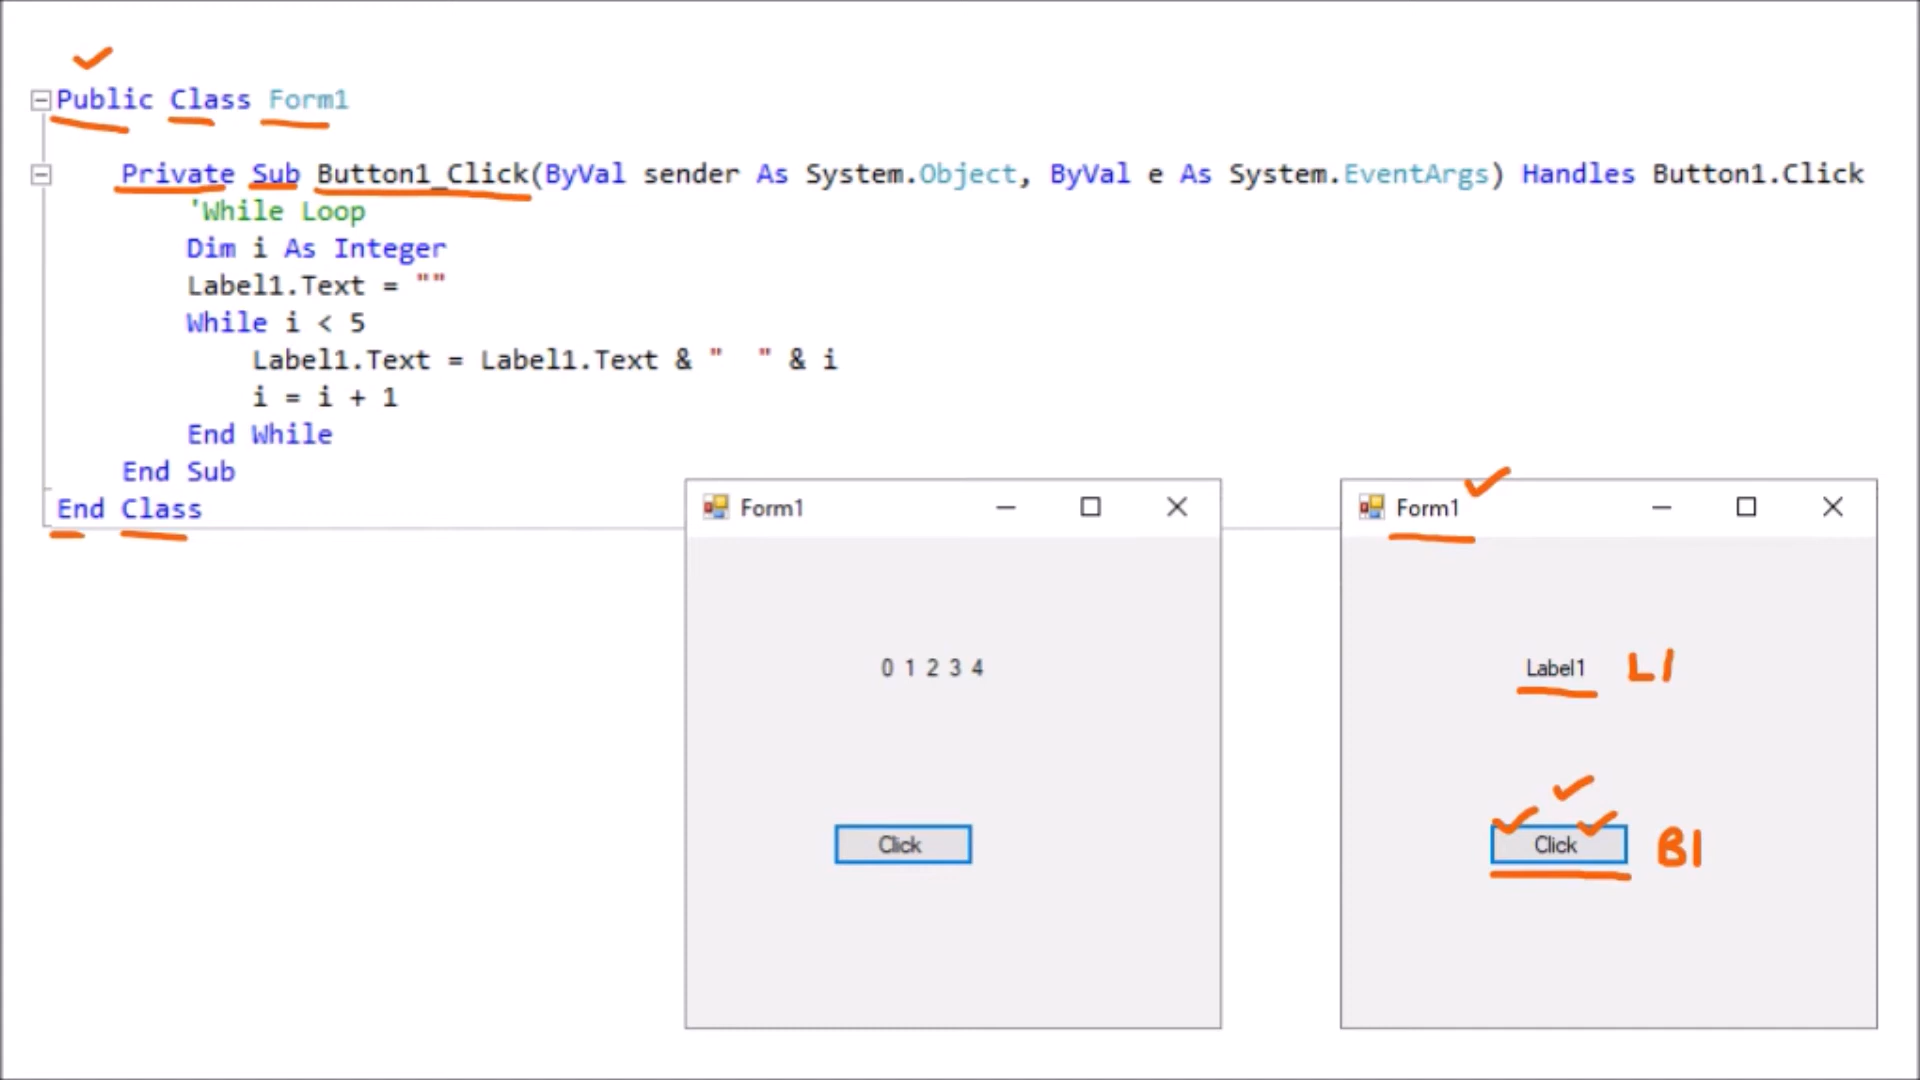 Public Class Form1
Private Sub Button1_Click(ByVal sender As System.Object, ByVal e As System.EventArgs) Handles Button1.Click
'While Loop
Dim i As Integer
Label1.Text = ""
While i < 5
Label1.Text = Label1.Text & "  " & i
i = i + 1
End While
End Sub
End Class
Form1
0 1 2 3 4
Click
Form1
Label1 L1
Click B1